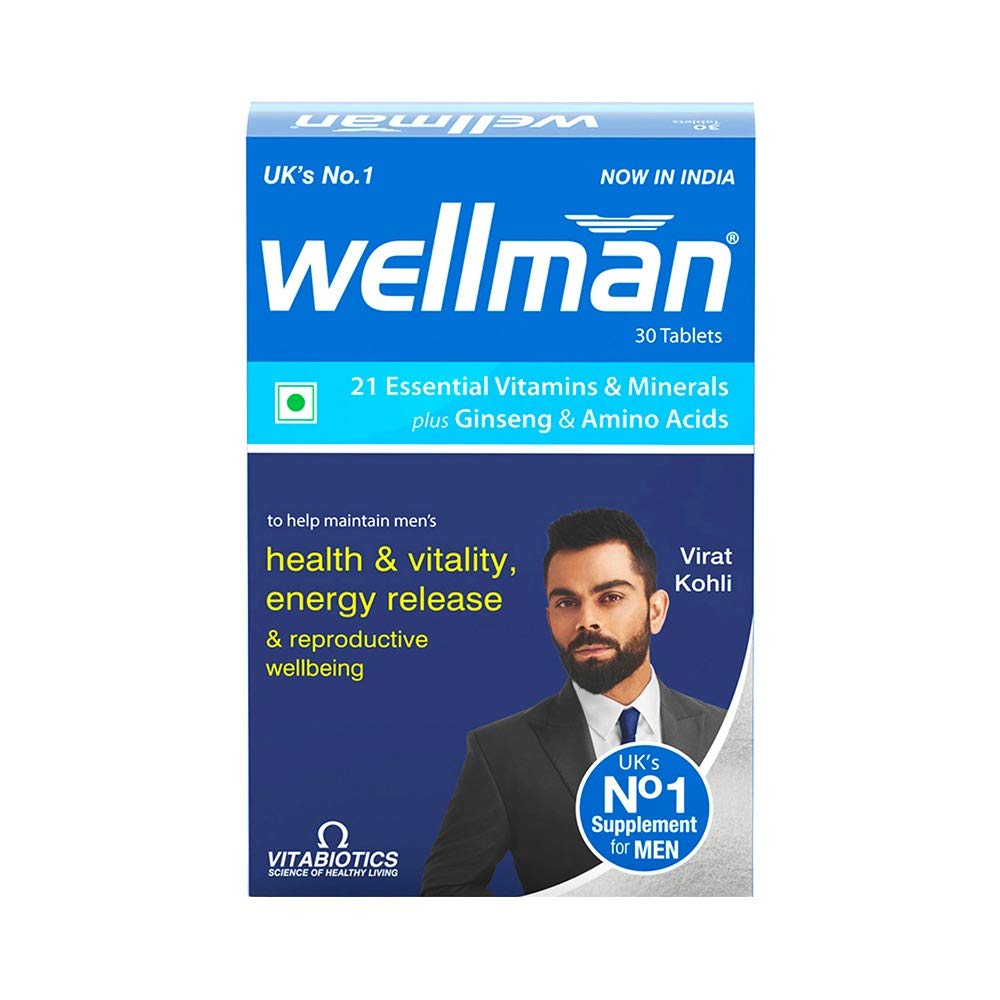 wellman®
30 Tablets
UK's No.1
NOW IN INDIA
wellman®
30 Tablets
21 Essential Vitamins & Minerals
plus Ginseng & Amino Acids
to help maintain men's
health & vitality,
energy release
& reproductive
wellbeing
Virat
Kohli
UK's
Nº1
Supplement
for MEN
VITABIOTICS
SCIENCE OF HEALTHY LIVING